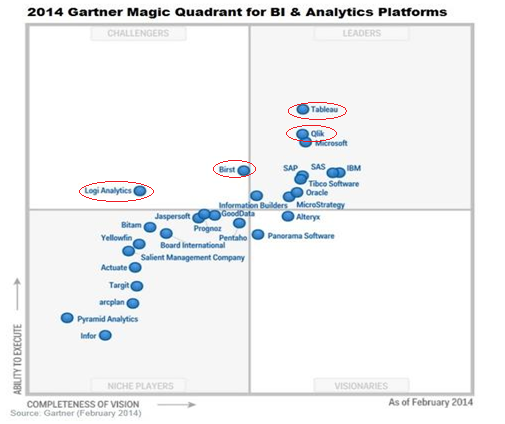 2014 Gartner Magic Quadrant for BI & Analytics Platforms
CHALLENGERS
LEADERS
Tableau
Qlik
Microsoft
Birst
SAP
SAS
IBM
Tibco Software
Logi Analytics
Oracle
Information Builders
MicroStrategy
Jaspersoft
GoodData
Alteryx
Prognoz
Bitam
Pentaho
Panorama Software
Yellowfin
Board International
Salient Management Company
Actuate
Targit
arcplan
Pyramid Analytics
Infor
ABILITY TO EXECUTE
NICHE PLAYERS
VISIONARIES
COMPLETENESS OF VISION
As of February 2014
Source: Gartner (February 2014)